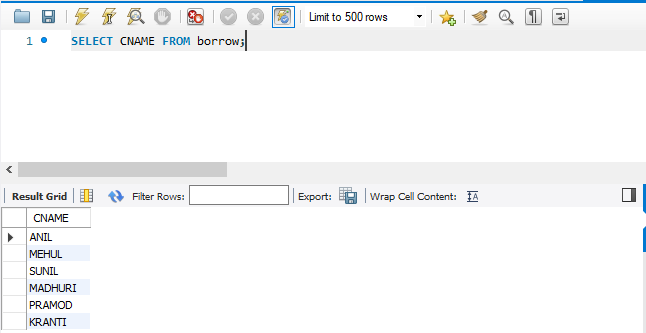 Limit to 500 rows
1 SELECT CNAME FROM borrow;
Result Grid Filter Rows: Export: Wrap Cell Content:
CNAME
ANIL
MEHUL
SUNIL
MADHURI
PRAMOD
KRANTI